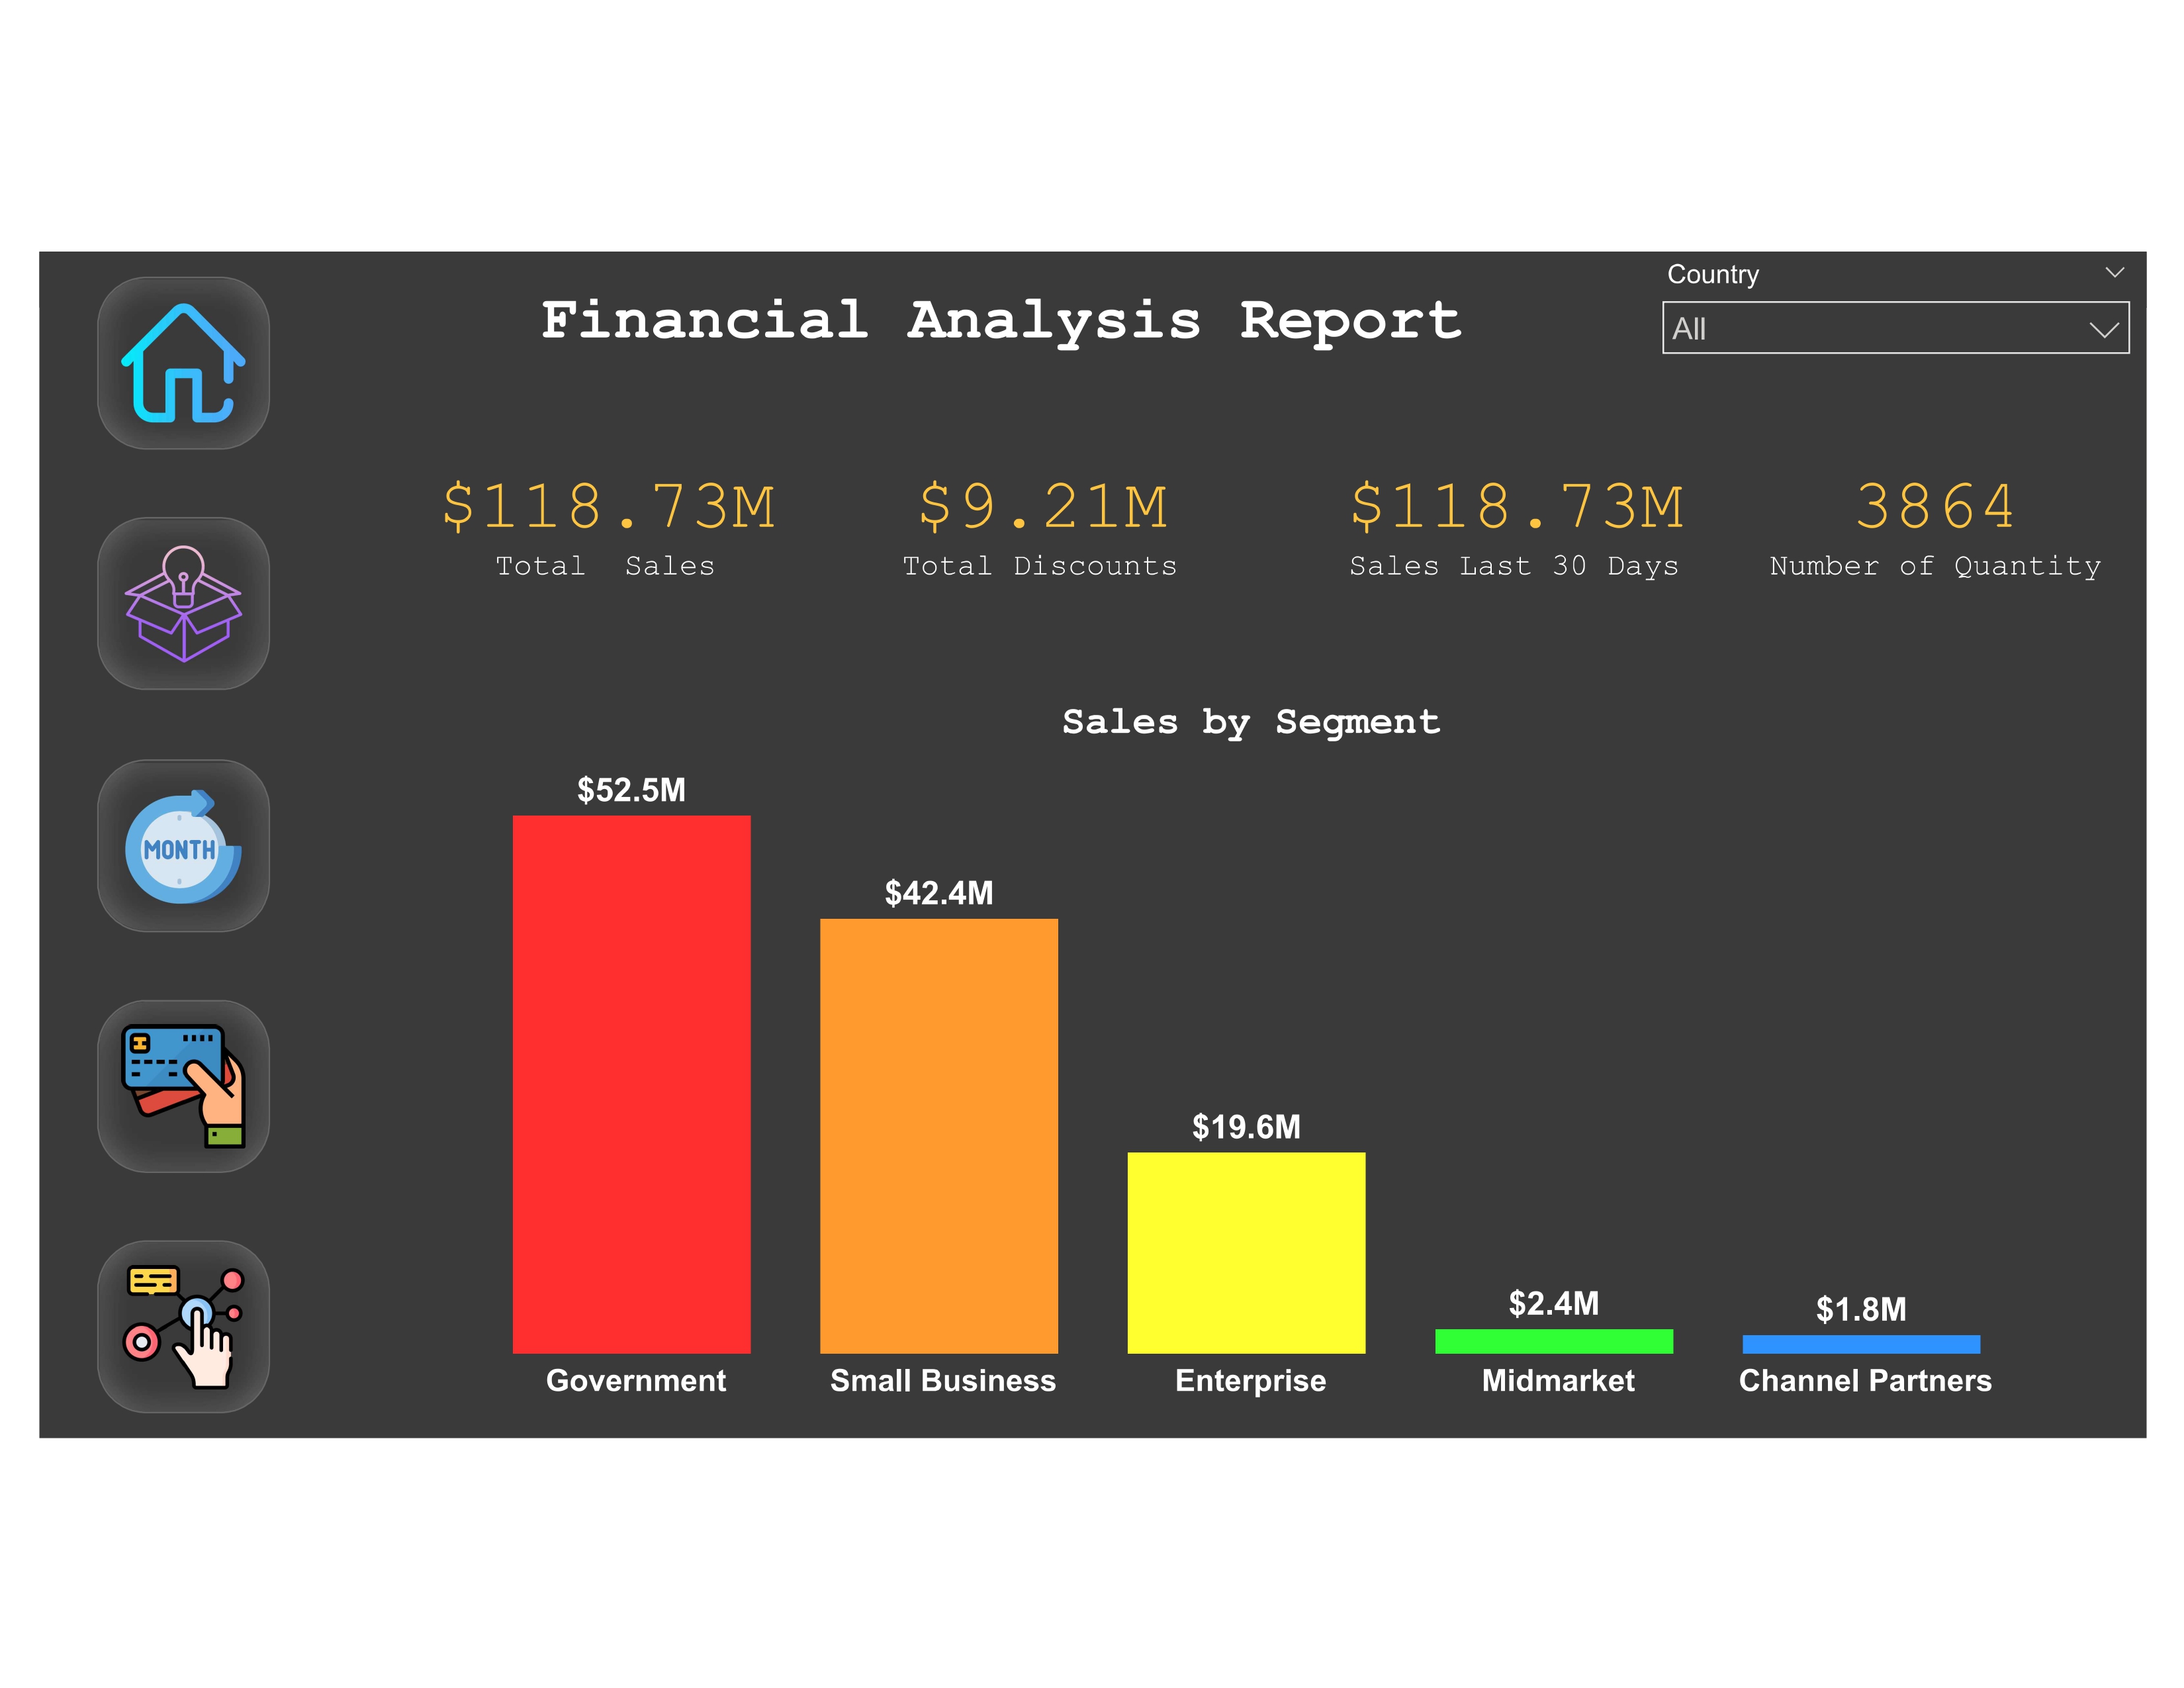 Financial Analysis Report
Country
All
$118.73M
Total Sales
$9.21M
Total Discounts
$118.73M
Sales Last 30 Days
3864
Number of Quantity
MONTH
Sales by Segment
$52.5M
$42.4M
$19.6M
$2.4M
$1.8M
Government
Small Business
Enterprise
Midmarket
Channel Partners